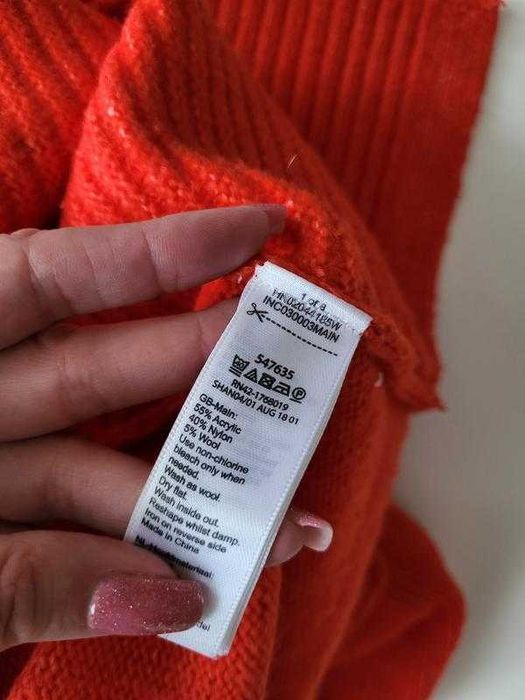 1 of a
HK02044185W
INC030003MAIN
547635
RN42-1768019
SHAN04/01 AUG 18 01
GB-Main:
55% Acrylic
40% Nylon
5% Wool
Use non-chlorine
bleach only when
needed.
Wash as wool.
Dry flat.
Wash inside out.
Reshape whilst damp.
Iron on reverse side
Made in China